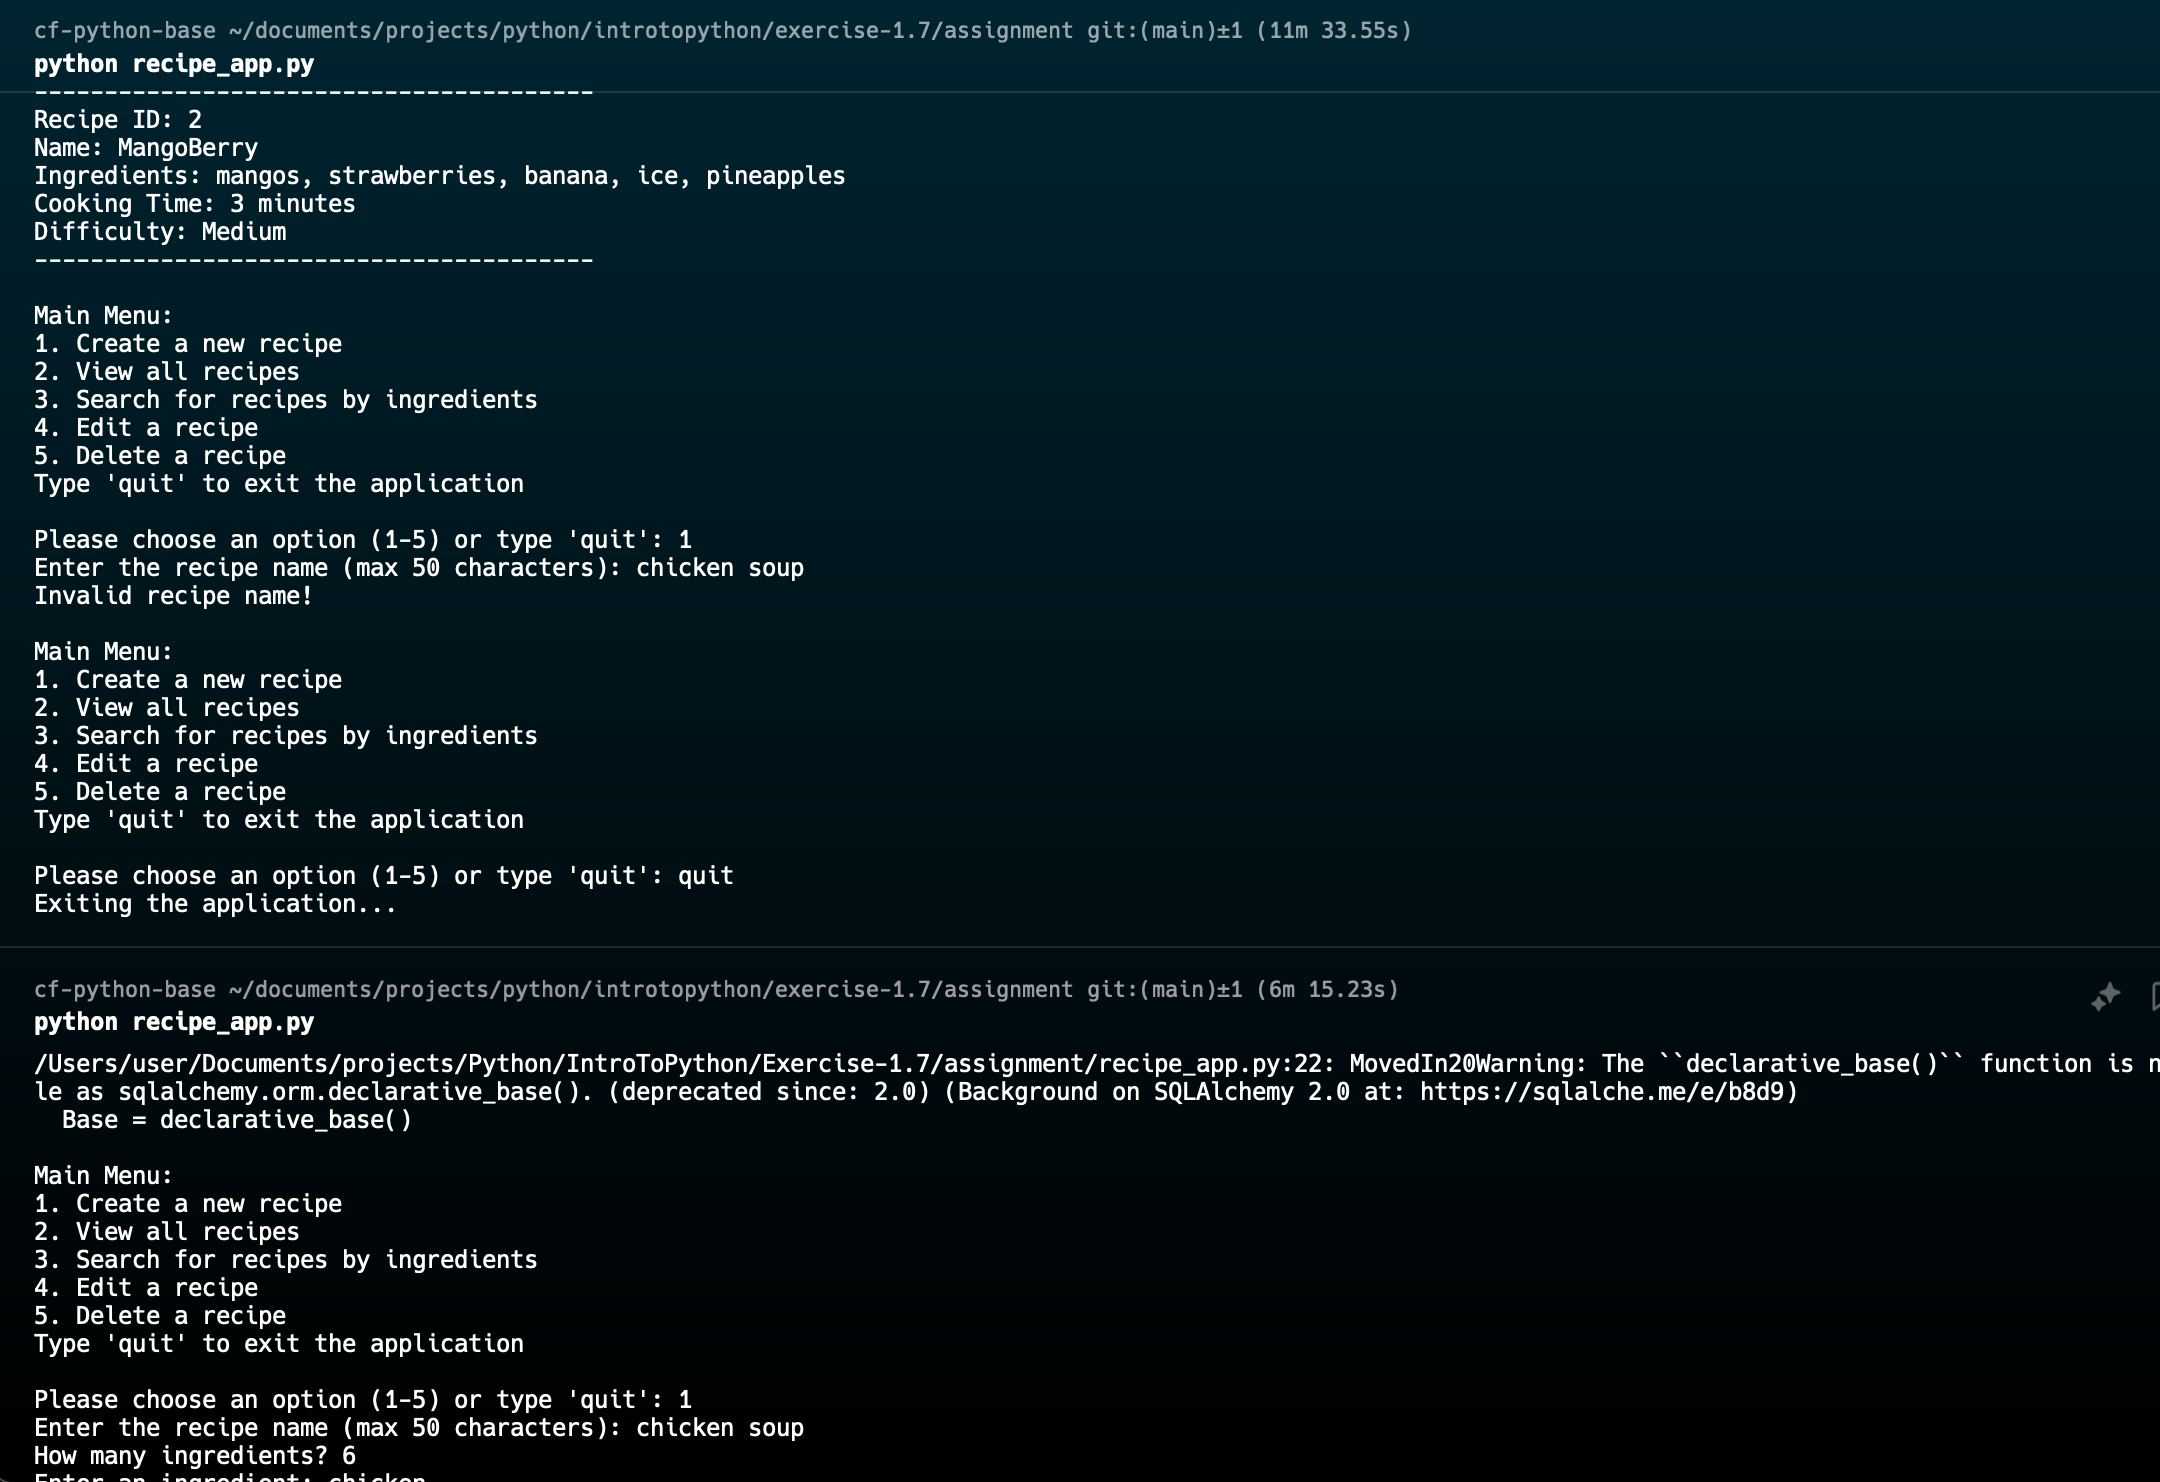 cf-python-base ~/documents/projects/python/introtopython/exercise-1.7/assignment git:(main)±1 (11m 33.55s)
python recipe_app.py
----------------------------------------
Recipe ID: 2
Name: MangoBerry
Ingredients: mangos, strawberries, banana, ice, pineapples
Cooking Time: 3 minutes
Difficulty: Medium
----------------------------------------
Main Menu:
1. Create a new recipe
2. View all recipes
3. Search for recipes by ingredients
4. Edit a recipe
5. Delete a recipe
Type 'quit' to exit the application
Please choose an option (1-5) or type 'quit': 1
Enter the recipe name (max 50 characters): chicken soup
Invalid recipe name!
Main Menu:
1. Create a new recipe
2. View all recipes
3. Search for recipes by ingredients
4. Edit a recipe
5. Delete a recipe
Type 'quit' to exit the application
Please choose an option (1-5) or type 'quit': quit
Exiting the application...
cf-python-base ~/documents/projects/python/introtopython/exercise-1.7/assignment git:(main)±1 (6m 15.23s)
python recipe_app.py
/Users/user/Documents/projects/Python/IntroToPython/Exercise-1.7/assignment/recipe_app.py:22: MovedIn20Warning: The ``declarative_base()`` function is n
le as sqlalchemy.orm.declarative_base(). (deprecated since: 2.0) (Background on SQLAlchemy 2.0 at: https://sqlalche.me/e/b8d9)
Base = declarative_base()
Main Menu:
1. Create a new recipe
2. View all recipes
3. Search for recipes by ingredients
4. Edit a recipe
5. Delete a recipe
Type 'quit' to exit the application
Please choose an option (1-5) or type 'quit': 1
Enter the recipe name (max 50 characters): chicken soup
How many ingredients? 6
Enter an ingredient: chicken